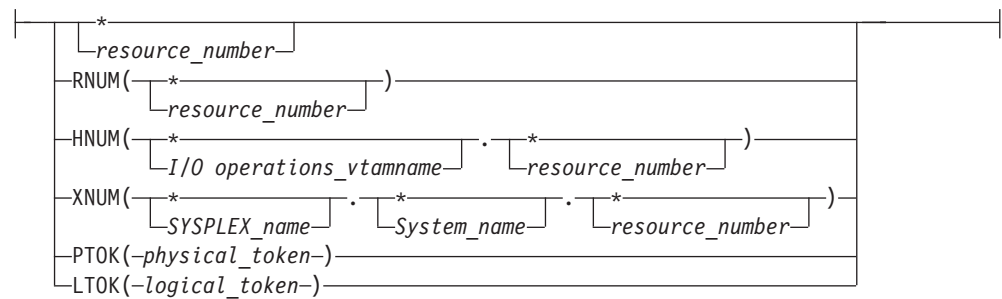 *
resource_number
RNUM( * )
resource_number
HNUM( * . * )
I/O operations_vtamname resource_number
XNUM( * . * . * )
SYSPLEX_name System_name resource_number
PTOK(physical_token)
LTOK(logical_token)